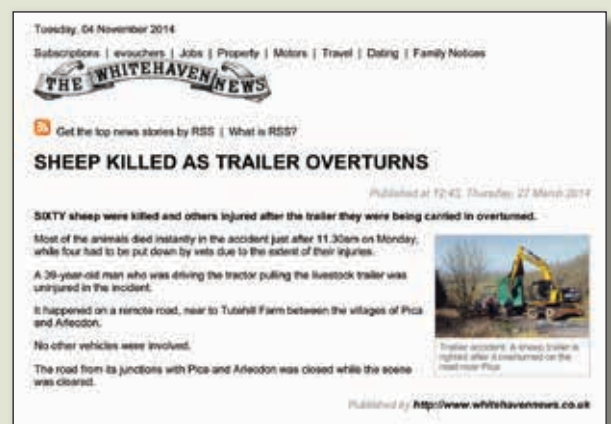 Tuesday, 04 November 2014
Subscriptions | evouchers | Jobs | Property | Motors | Travel | Dating | Family Notices
THE WHITEHAVEN NEWS
Get the top news stories by RSS | What is RSS?
SHEEP KILLED AS TRAILER OVERTURNS
Published at 12:43, Thursday, 27 March 2014
SIXTY sheep were killed and others injured after the trailer they were being carried in overturned.
Most of the animals died instantly in the accident just after 11.30am on Monday,
while four had to be put down by vets due to the extent of their injuries.
A 39-year-old man who was driving the tractor pulling the livestock trailer was
uninjured in the incident.
It happened on a remote road, near to Tutehill Farm between the villages of Pica
and Arlecdon.
No other vehicles were involved.
The road from its junctions with Pica and Arlecdon was closed while the scene
was cleared.
Trailer accident: A sheep trailer is
righted after it overturned on the
road near Pica
Published by http://www.whitehavennews.co.uk